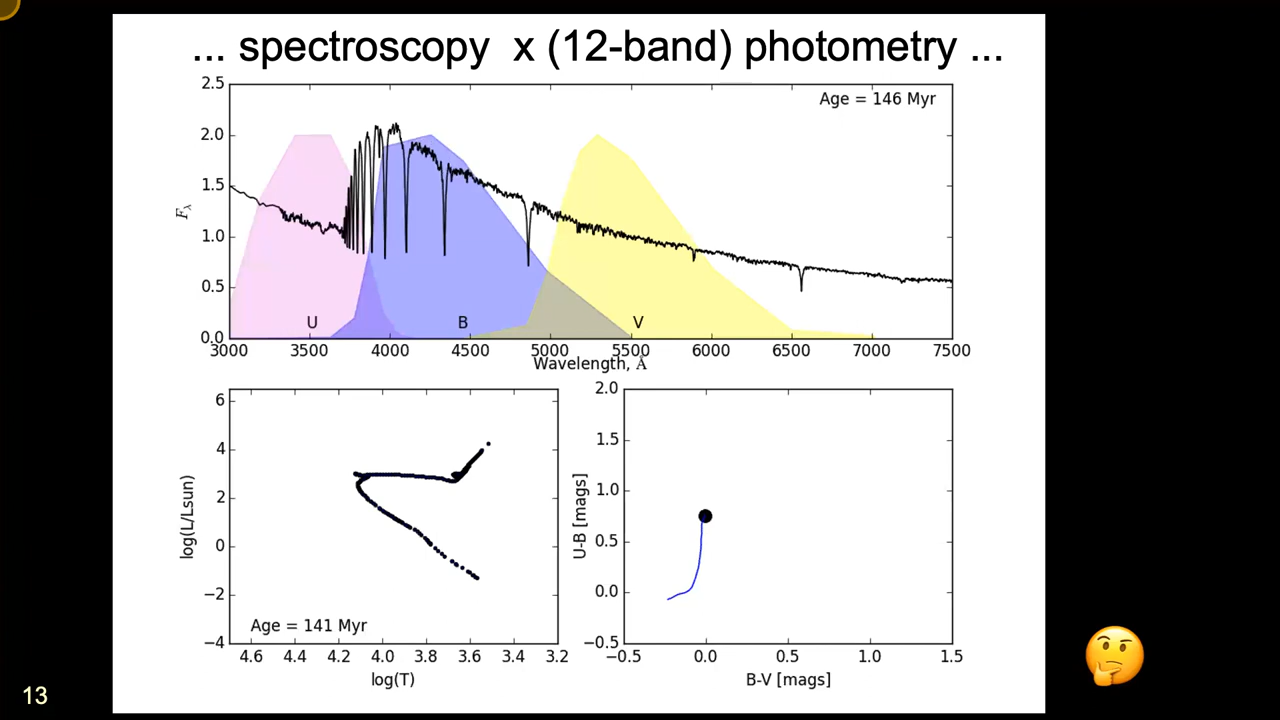 ... spectroscopy x (12-band) photometry ...
2.5
2.0
1.5
1.0
0.5
0.0
Fλ
Age = 146 Myr
U B V
3000 3500 4000 4500 5000 5500 6000 6500 7000 7500
Wavelength, Å
6
4
2
0
−2
−4
log(L/Lsun)
Age = 141 Myr
4.6 4.4 4.2 4.0 3.8 3.6 3.4 3.2
log(T)
2.0
1.5
1.0
0.5
0.0
−0.5
U-B [mags]
−0.5 0.0 0.5 1.0 1.5
B-V [mags]
13